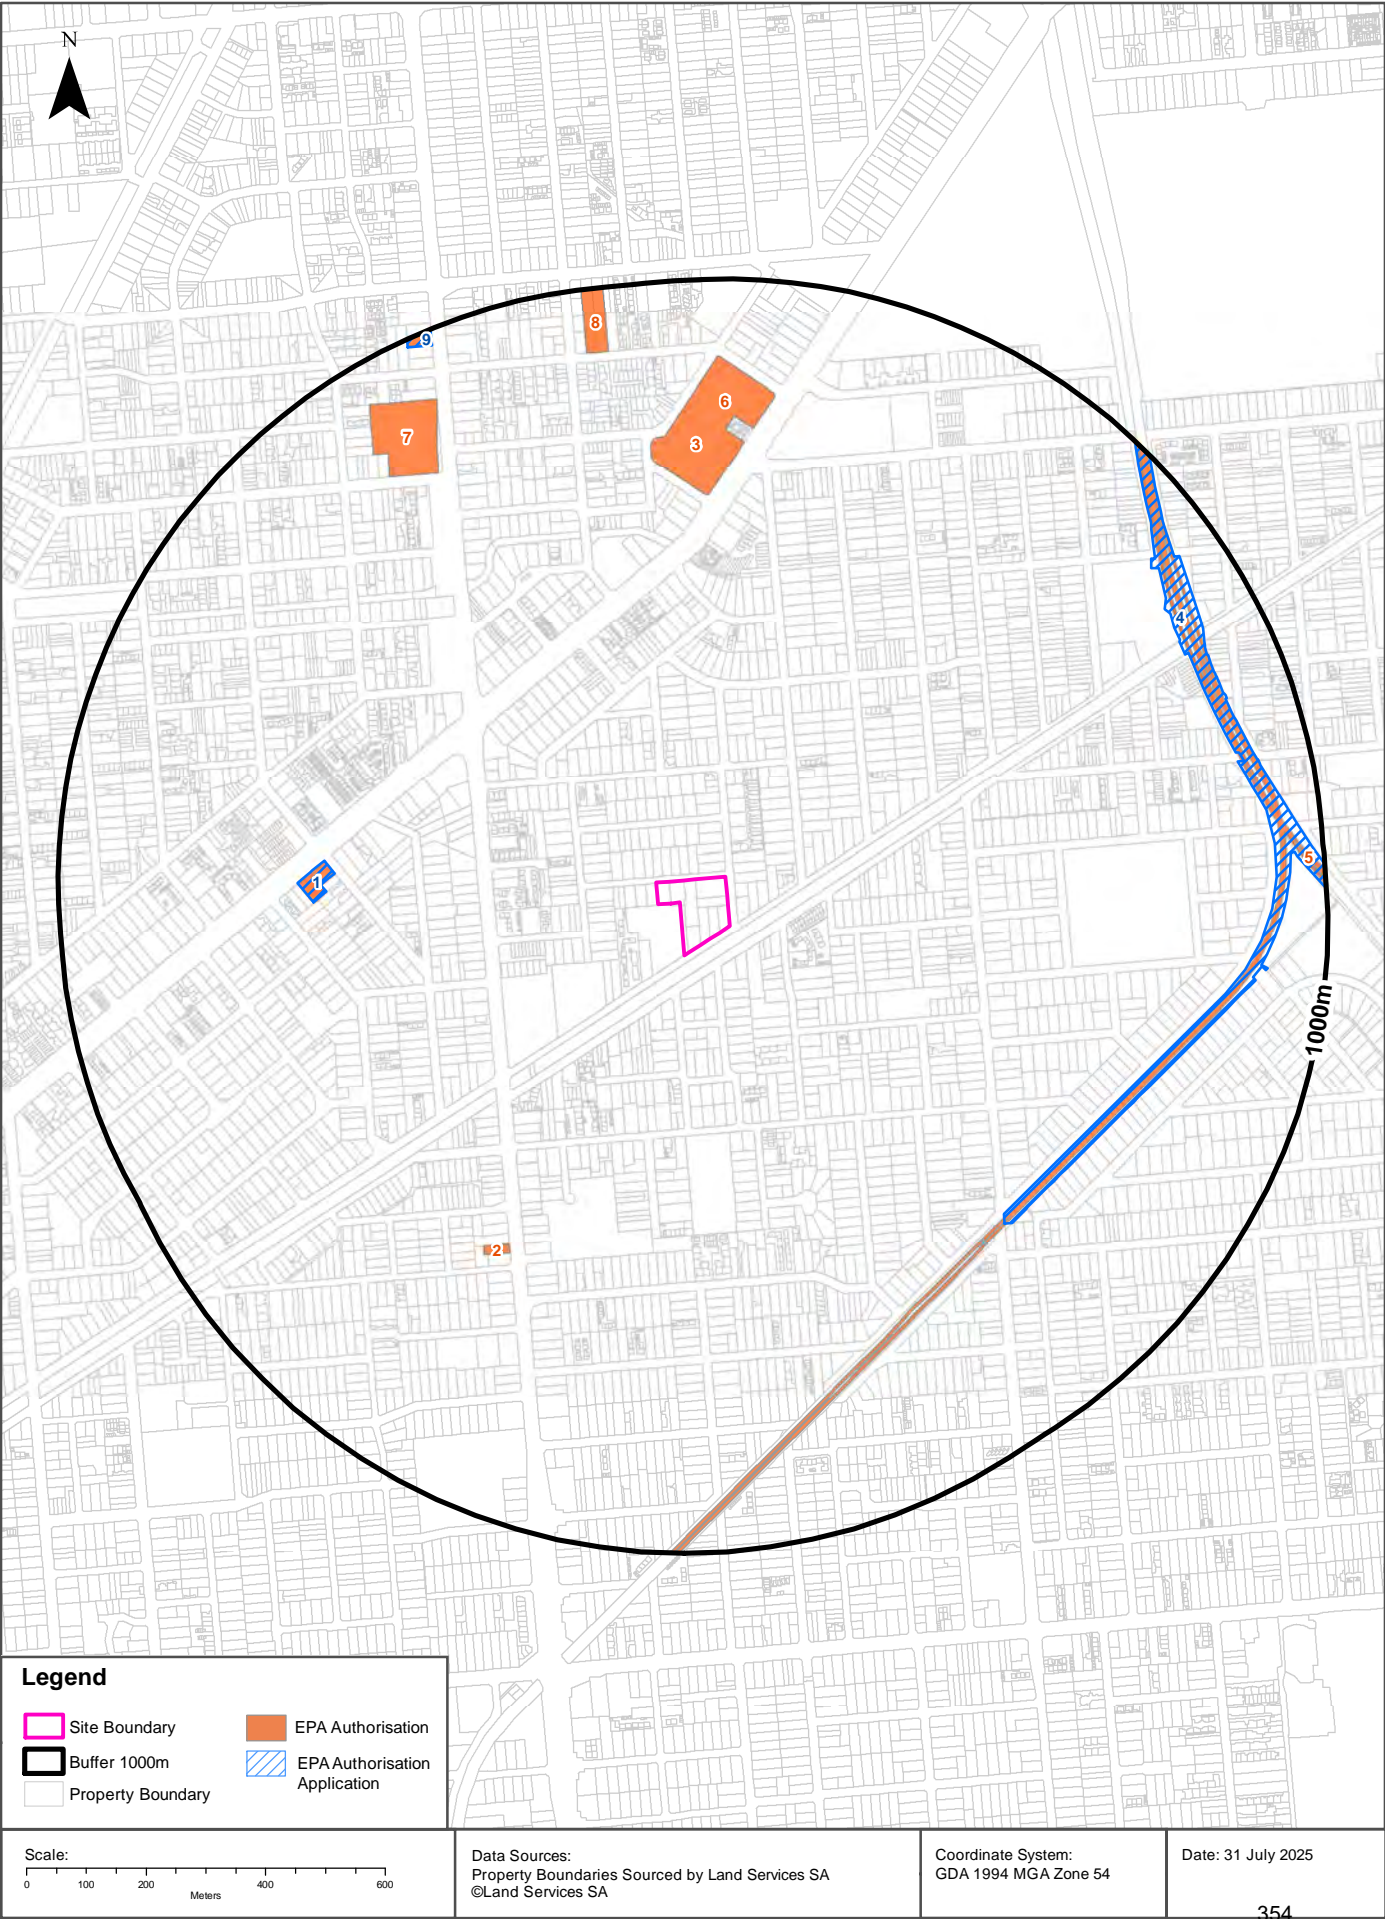 N
8
9
6
7
3
4
5
1
1000m
2
Legend
Site Boundary
EPA Authorisation
Buffer 1000m
EPA Authorisation
Application
Property Boundary
Scale:
0 100 200 400 600
Meters
Data Sources:
Property Boundaries Sourced by Land Services SA
©Land Services SA
Coordinate System:
GDA 1994 MGA Zone 54
Date: 31 July 2025
354